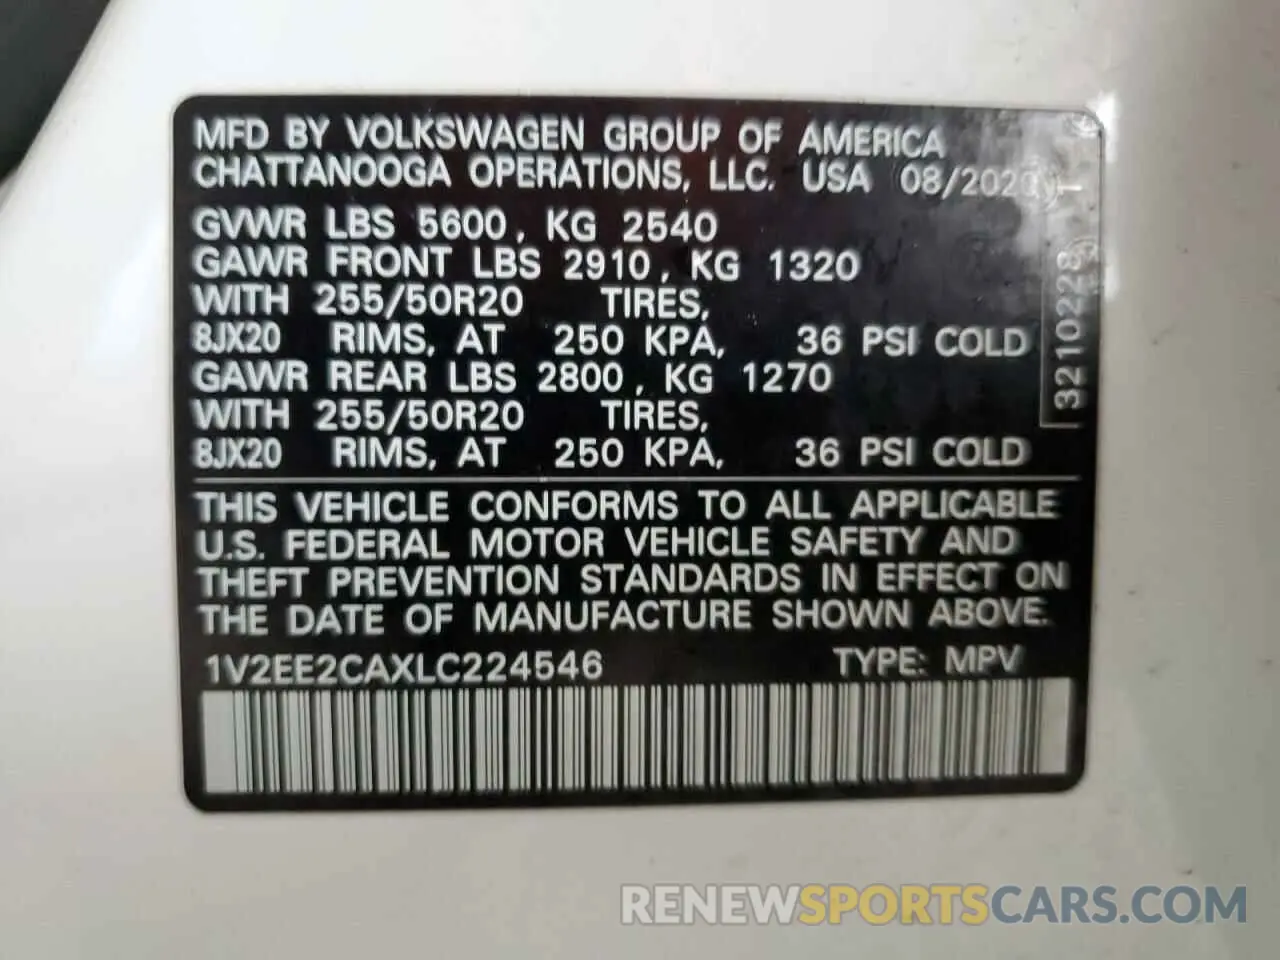 MFD BY VOLKSWAGEN GROUP OF AMERICA
CHATTANOOGA OPERATIONS, LLC. USA 08/2020
GVWR LBS 5600, KG 2540
GAWR FRONT LBS 2910, KG 1320
WITH 255/50R20 TIRES,
8JX20 RIMS, AT 250 KPA, 36 PSI COLD
GAWR REAR LBS 2800, KG 1270
WITH 255/50R20 TIRES,
8JX20 RIMS, AT 250 KPA, 36 PSI COLD
3210228
THIS VEHICLE CONFORMS TO ALL APPLICABLE
U.S. FEDERAL MOTOR VEHICLE SAFETY AND
THEFT PREVENTION STANDARDS IN EFFECT ON
THE DATE OF MANUFACTURE SHOWN ABOVE.
1V2EE2CAXLC224546 TYPE: MPV
RENEWSPORTSCARS.COM